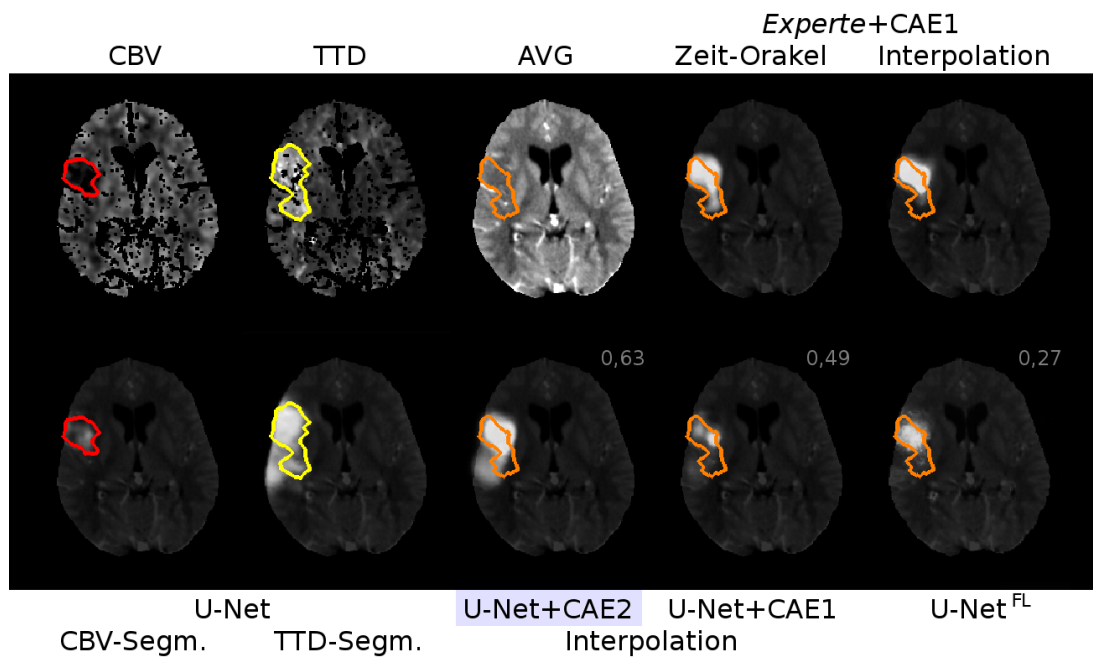 Experte+CAE1
CBV TTD AVG Zeit-Orakel Interpolation
0,63 0,49 0,27
U-Net U-Net+CAE2 U-Net+CAE1 U-Net FL
CBV-Segm. TTD-Segm. Interpolation